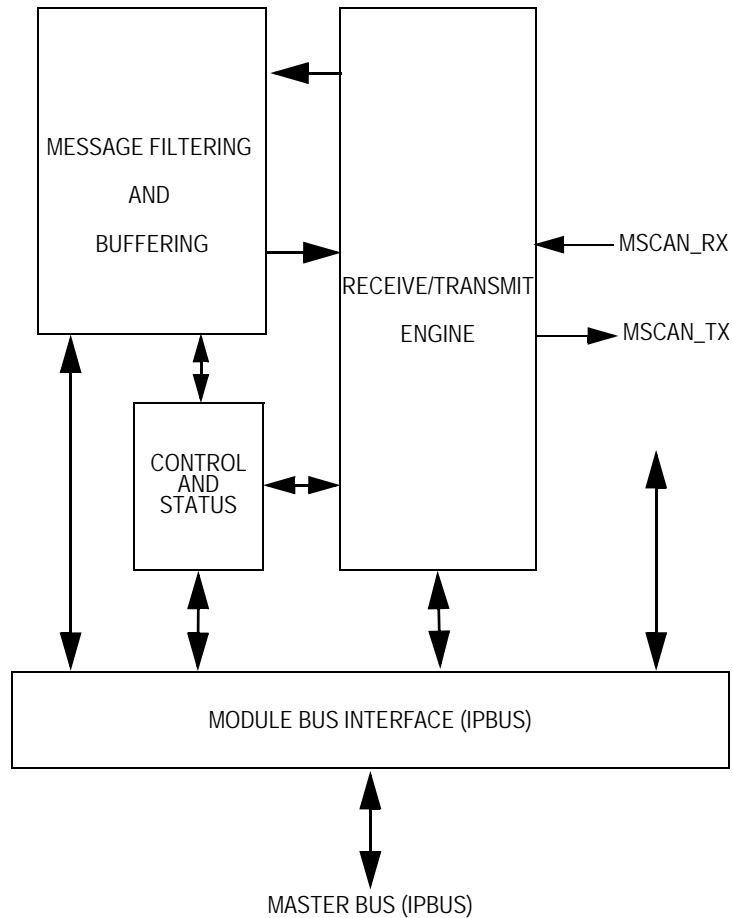 MESSAGE FILTERING
AND
BUFFERING
RECEIVE/TRANSMIT
ENGINE
MSCAN_RX
MSCAN_TX
CONTROL
AND
STATUS
MODULE BUS INTERFACE (IPBUS)
MASTER BUS (IPBUS)